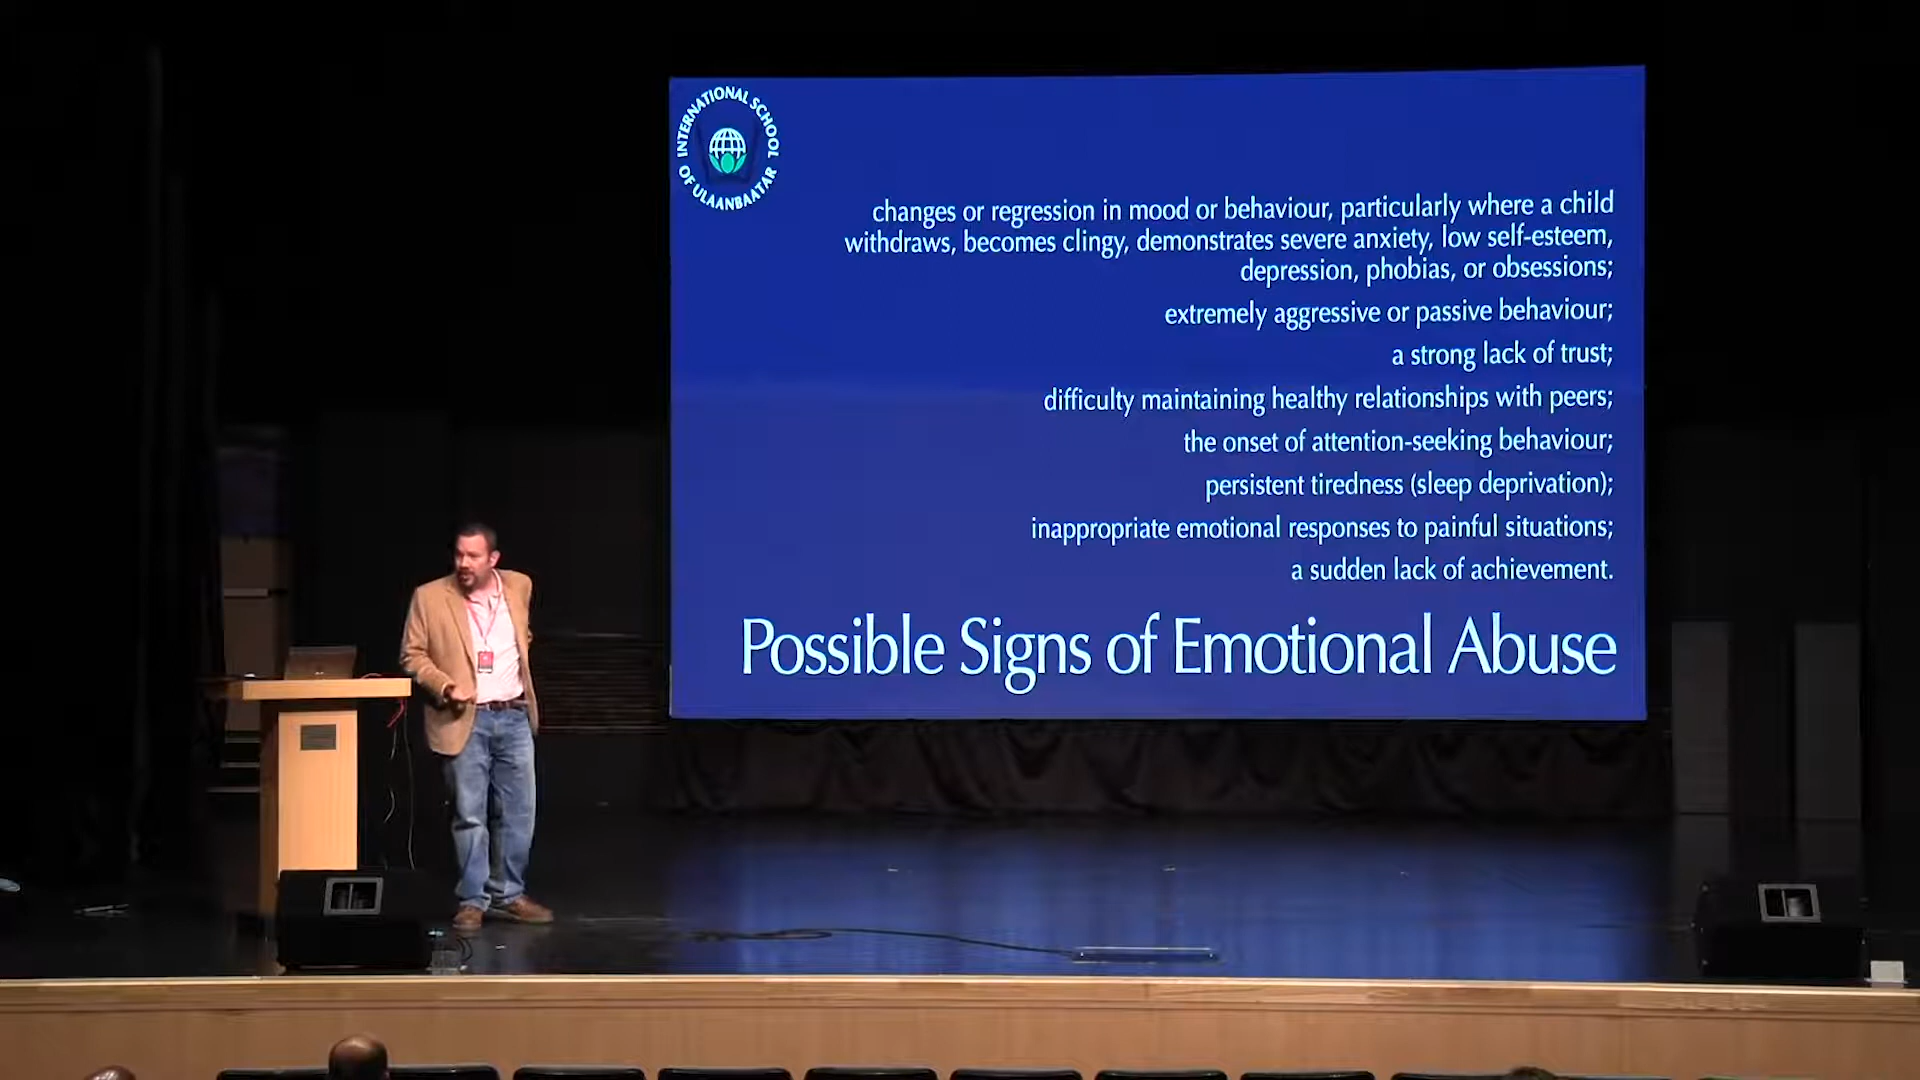 INTERNATIONAL SCHOOL
OF ULAANBAATAR
changes or regression in mood or behaviour, particularly where a child
withdraws, becomes clingy, demonstrates severe anxiety, low self-esteem,
depression, phobias, or obsessions;
extremely aggressive or passive behaviour;
a strong lack of trust;
difficulty maintaining healthy relationships with peers;
the onset of attention-seeking behaviour;
persistent tiredness (sleep deprivation);
inappropriate emotional responses to painful situations;
a sudden lack of achievement.
Possible Signs of Emotional Abuse